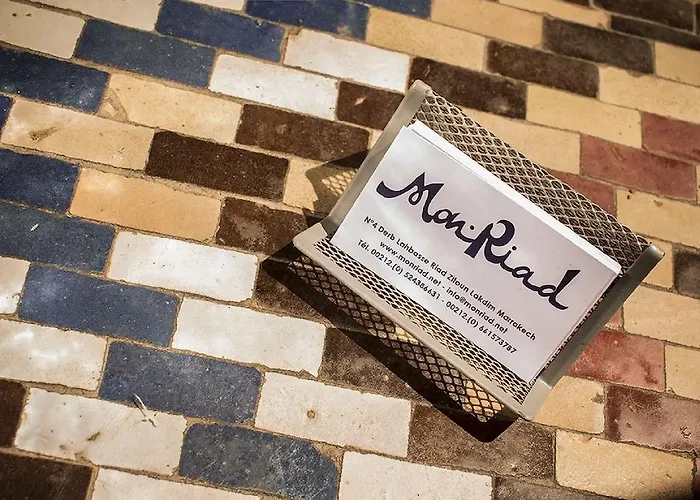 Mon·Riad
N°4 Derb Lahbasse Riad Zitoun Lakdim Marrakech
www.monriad.net - info@monriad.net
Tél. 00212.(0) 524386431 - 00212.(0) 661573787